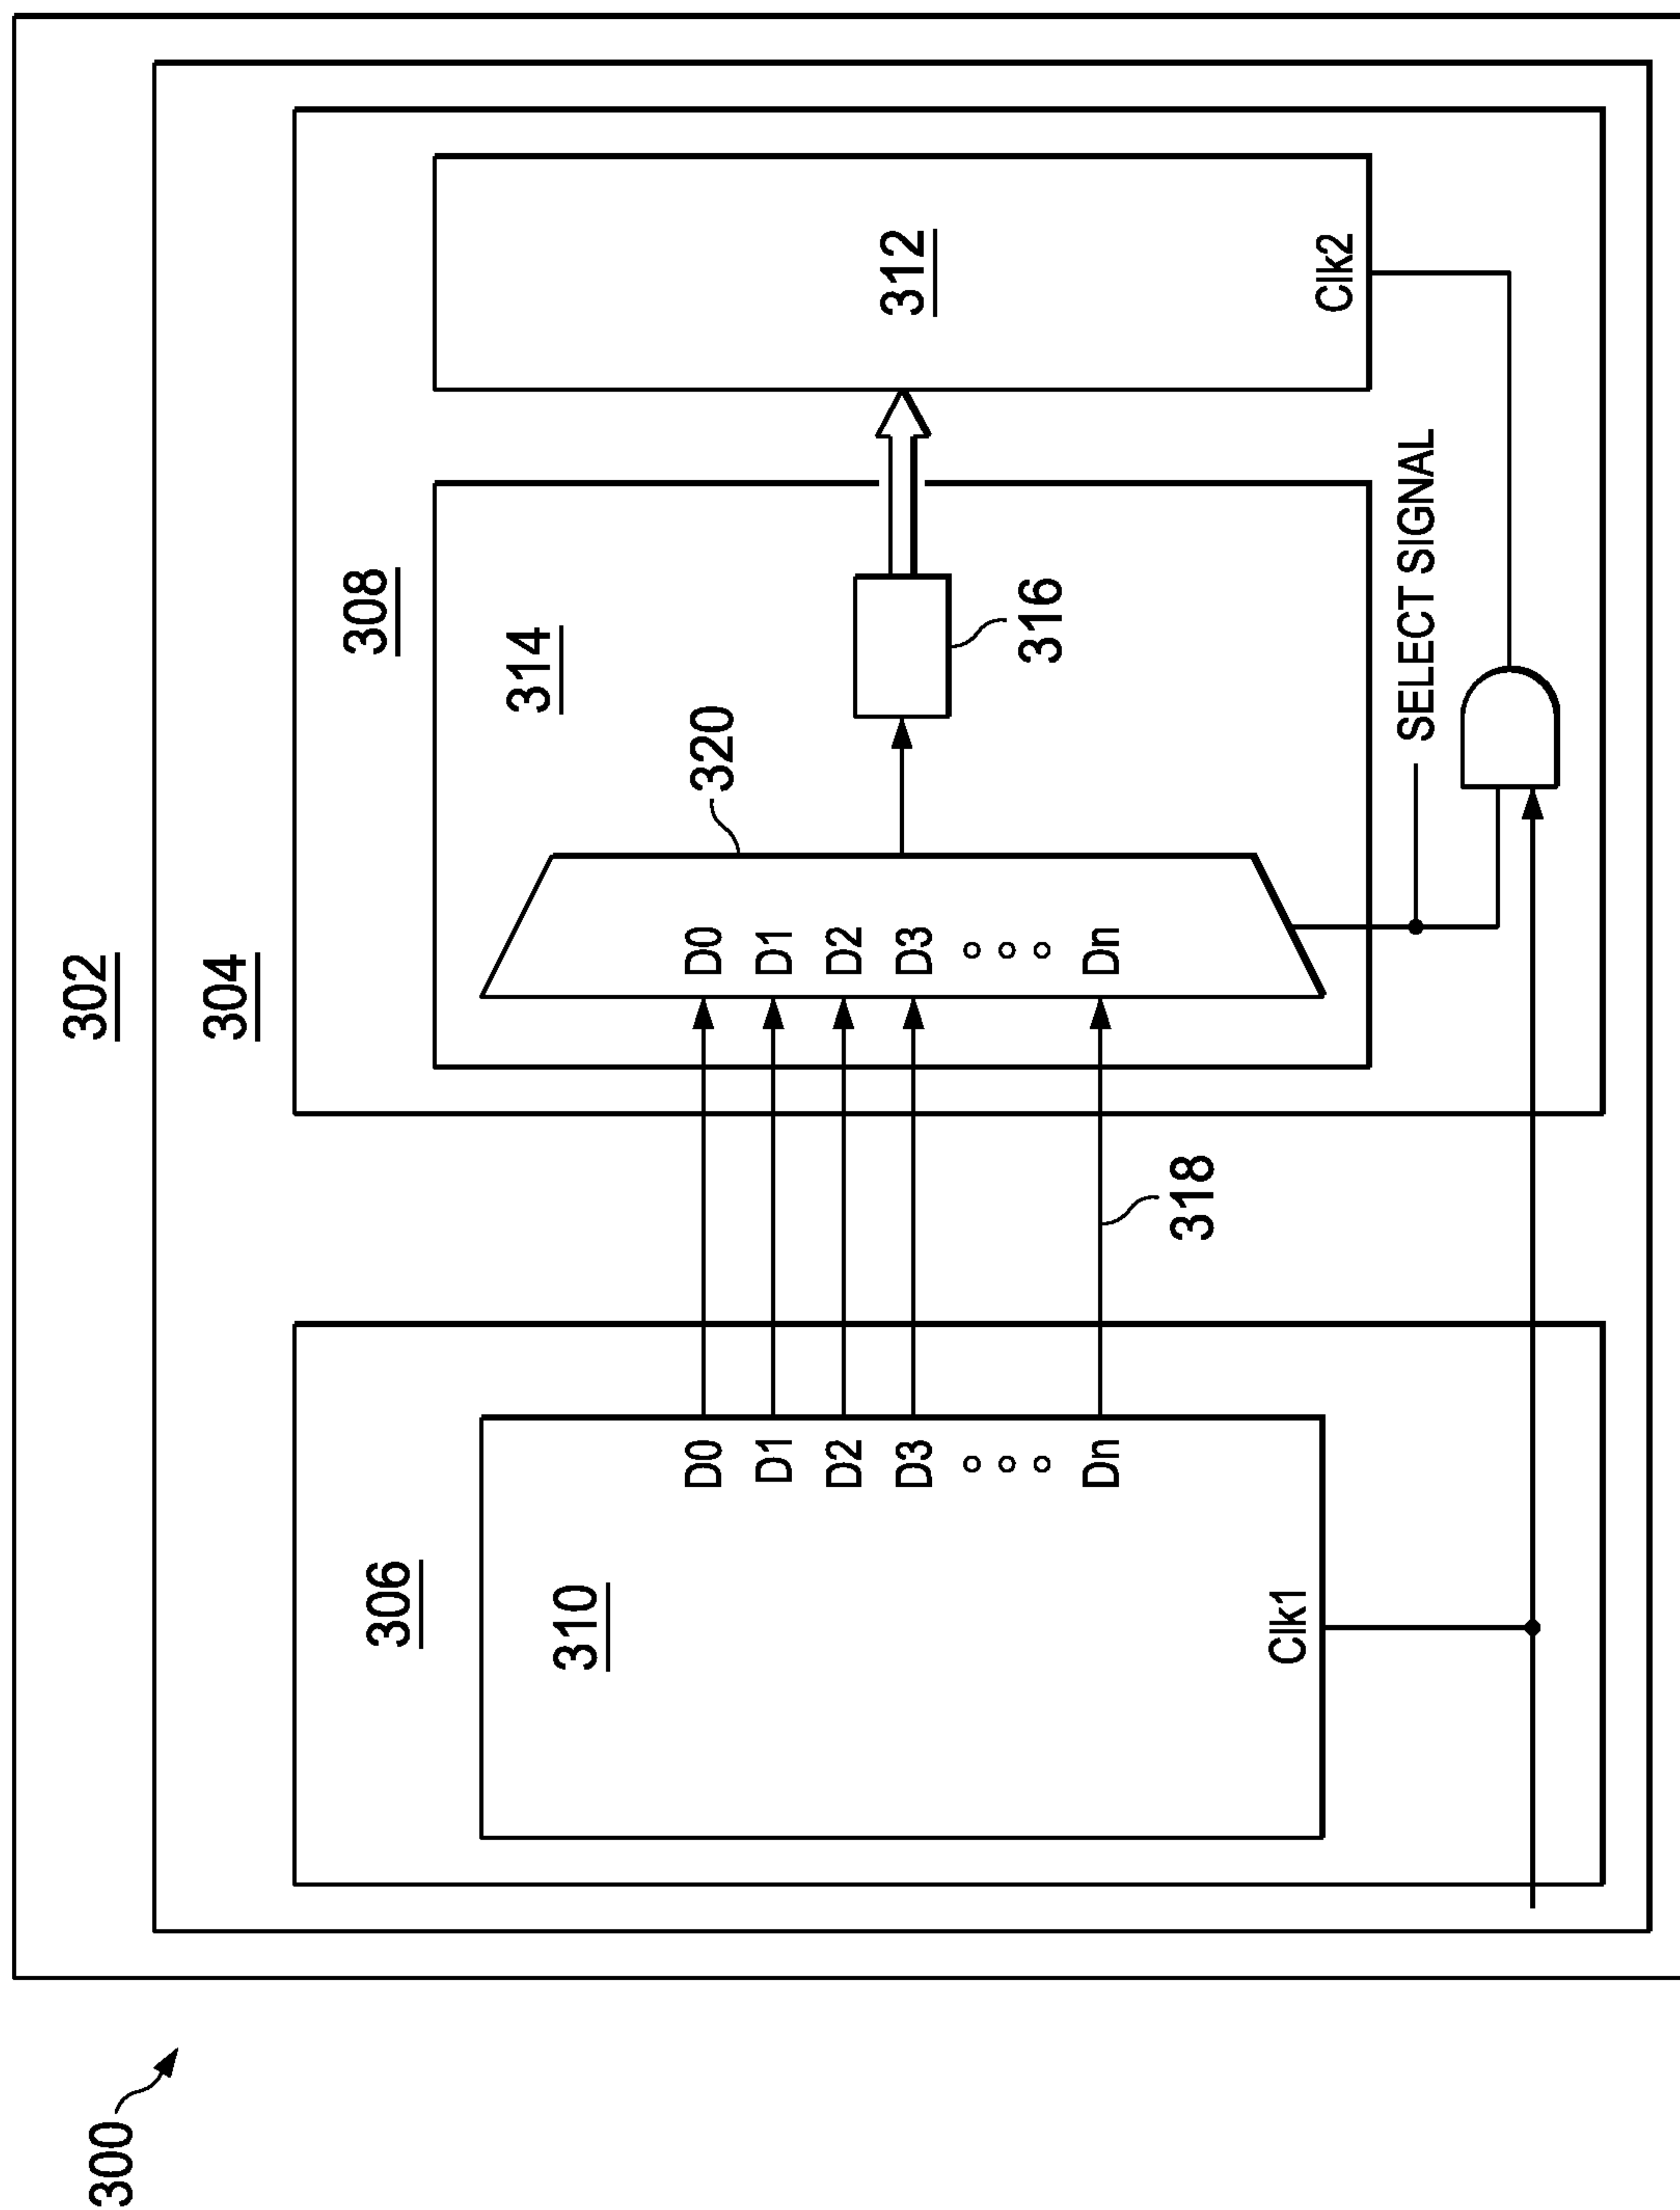 300
302
304
306
308
310
D0
D1
D2
D3
Dn
Clk1
318
314
320
D0
D1
D2
D3
Dn
316
312
Clk2
SELECT SIGNAL